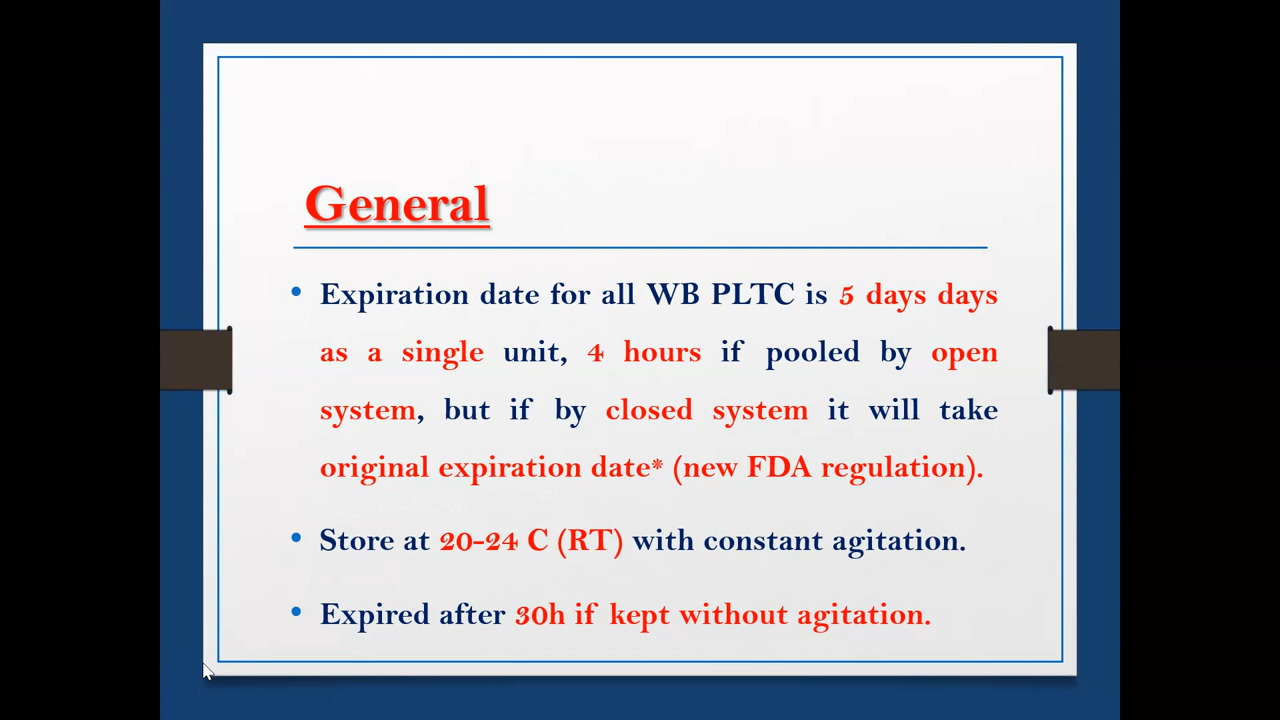 General
Expiration date for all WB PLTC is 5 days days
as a single unit, 4 hours if pooled by open
system, but if by closed system it will take
original expiration date* (new FDA regulation).
Store at 20-24 C (RT) with constant agitation.
Expired after 30h if kept without agitation.